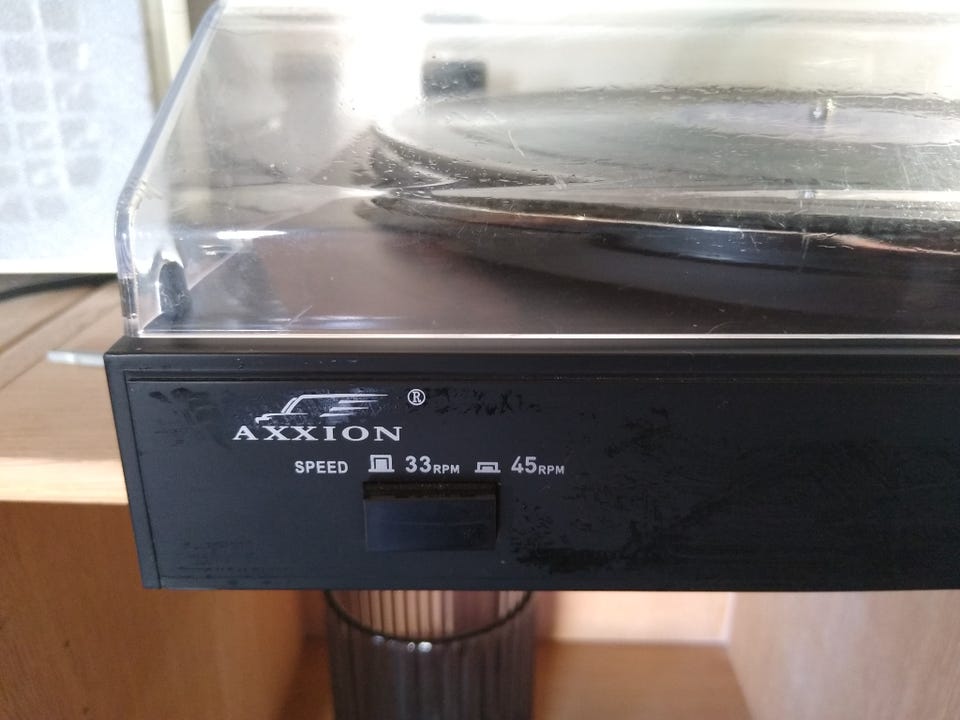 ®
AXXION
SPEED 33RPM 45RPM